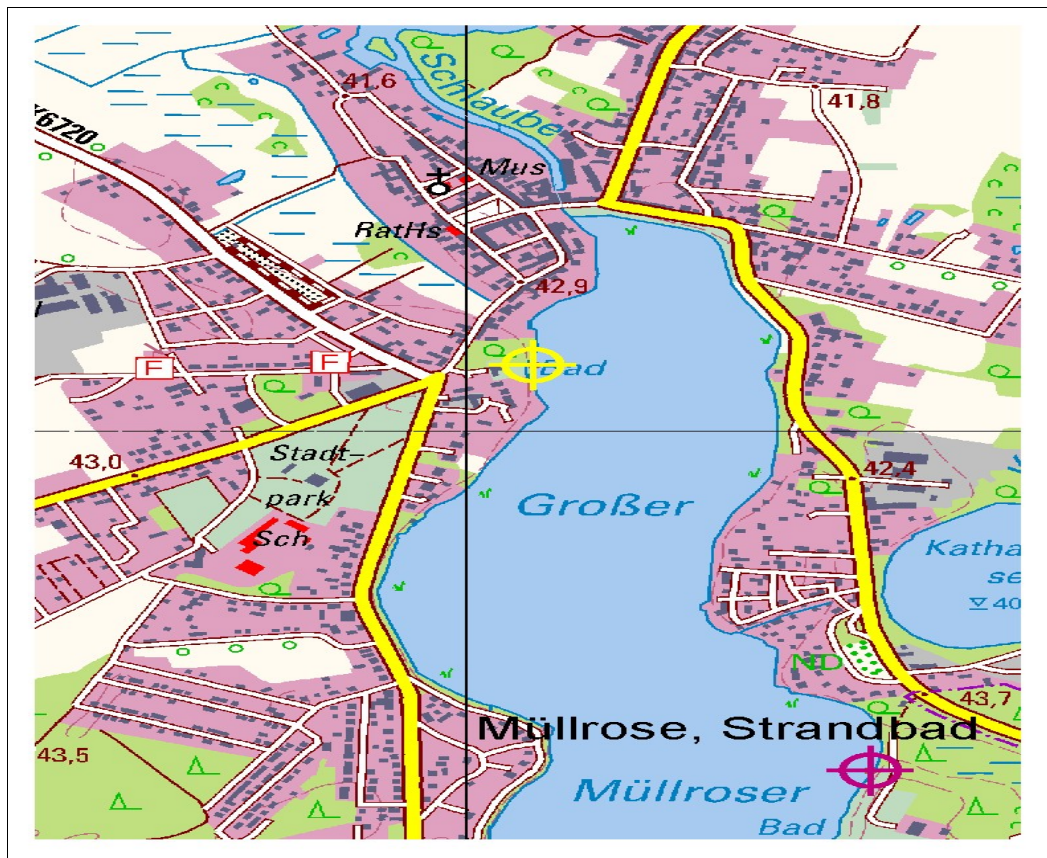 41,6
Schlaube
41,8
6720
Mus
RatHs
42,9
F
F
bad
43,0
Stadt-
park
Sch
Großer
42,4
Katha
se
40
ND
43,7
Müllrose, Strandbad
43,5
Müllroser
Bad